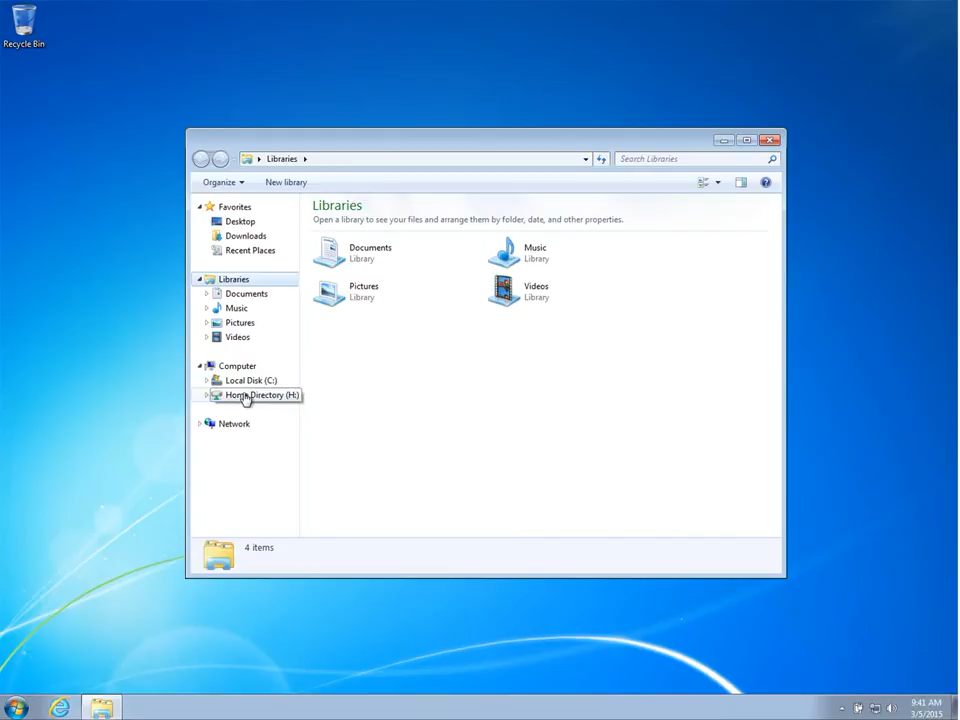 Recycle Bin
Libraries
Search Libraries
Organize
New library
Favorites
Desktop
Downloads
Recent Places
Libraries
Documents
Music
Pictures
Videos
Computer
Local Disk (C:)
Home Directory (H:)
Network
Libraries
Open a library to see your files and arrange them by folder, date, and other properties.
Documents
Library
Music
Library
Pictures
Library
Videos
Library
4 items
9:41 AM
3/5/2015